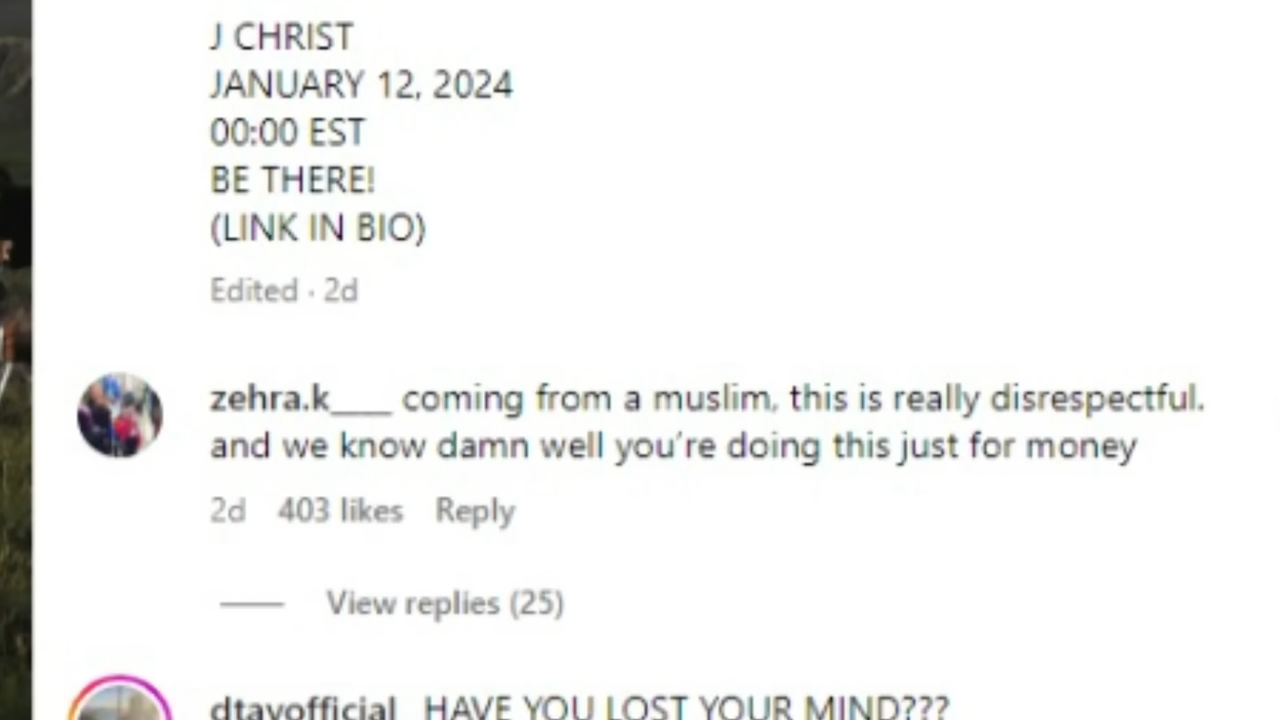 J CHRIST
JANUARY 12, 2024
00:00 EST
BE THERE!
(LINK IN BIO)
Edited · 2d
zehra.k___ coming from a muslim, this is really disrespectful.
and we know damn well you're doing this just for money
2d 403 likes Reply
View replies (25)
dtayofficial_ HAVE YOU LOST YOUR MIND???